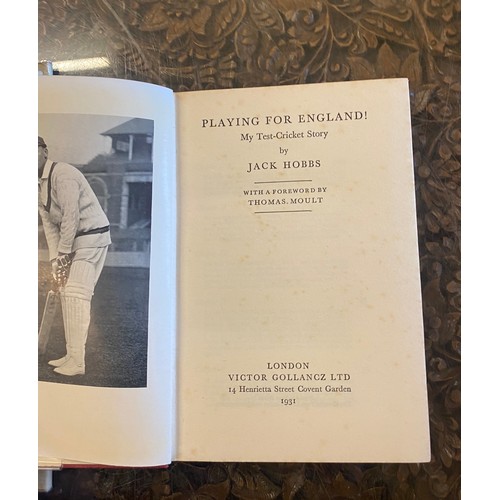 PLAYING FOR ENGLAND!
My Test-Cricket Story
by
JACK HOBBS
WITH A FOREWORD BY
THOMAS. MOULT
LONDON
VICTOR GOLLANCZ LTD
14 Henrietta Street Covent Garden
1931